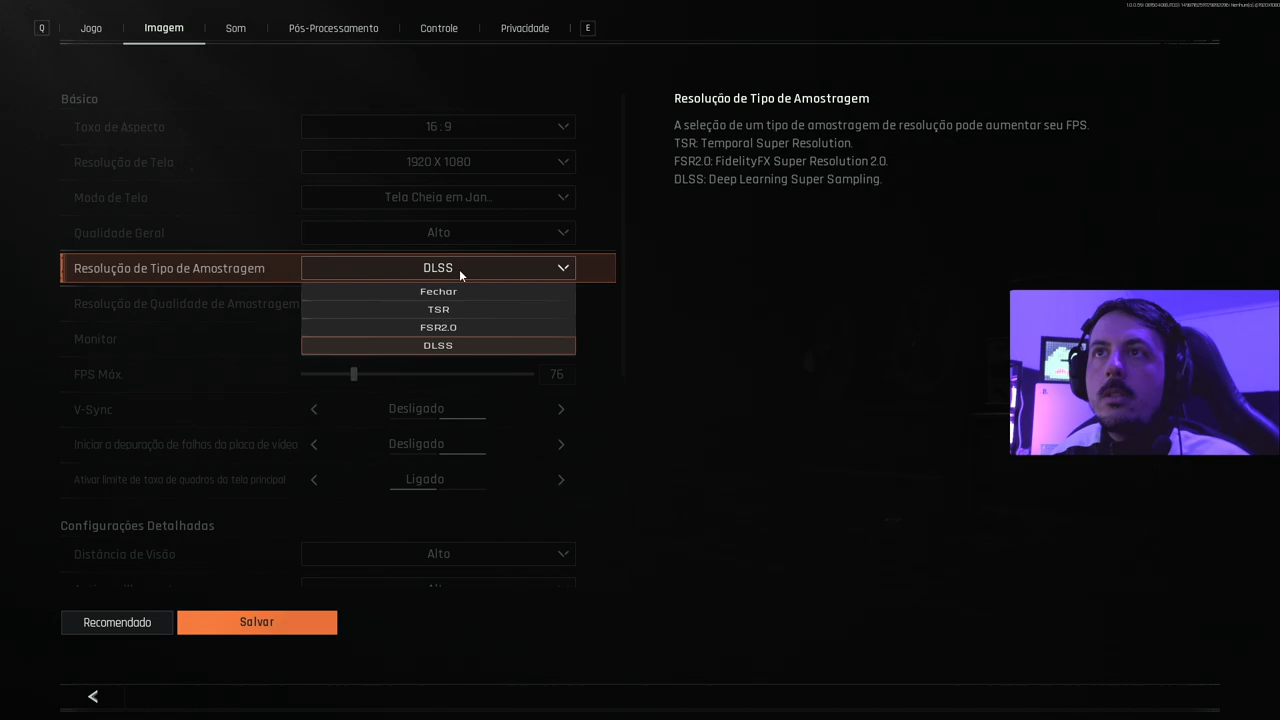 Q
Jogo
Imagem
Som
Pós-Processamento
Controle
Privacidade
E
Básico
Taxa de Aspecto
16 : 9
Resolução de Tela
1920 X 1080
Modo de Tela
Tela Cheia em Jan..
Qualidade Geral
Alto
Resolução de Tipo de Amostragem
DLSS
Fechar
TSR
FSR2.0
DLSS
Resolução de Qualidade de Amostragem
Monitor
FPS Máx.
76
V-Sync
Desligado
Iniciar a depuração de falhas da placa de vídeo
Desligado
Ativar limite de taxa de quadros da tela principal
Ligado
Configurações Detalhadas
Distância de Visão
Alto
Recomendado
Salvar
Resolução de Tipo de Amostragem
A seleção de um tipo de amostragem de resolução pode aumentar seu FPS.
TSR: Temporal Super Resolution.
FSR2.0: FidelityFX Super Resolution 2.0.
DLSS: Deep Learning Super Sampling.